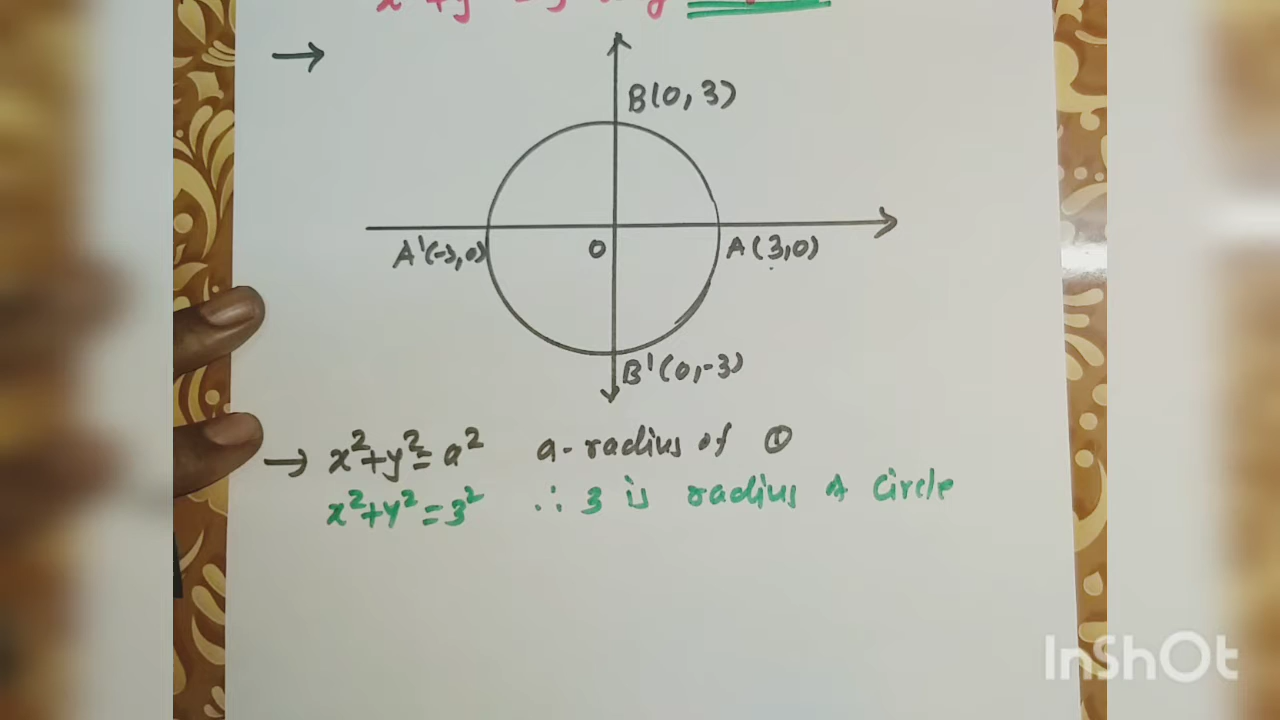 B(0,3)
A'(-3,0)
O
A(3,0)
B'(0,-3)
→ x²+y²=a² a-radius of
x²+y²=3² ∴ 3 is radius of circle
InShOt